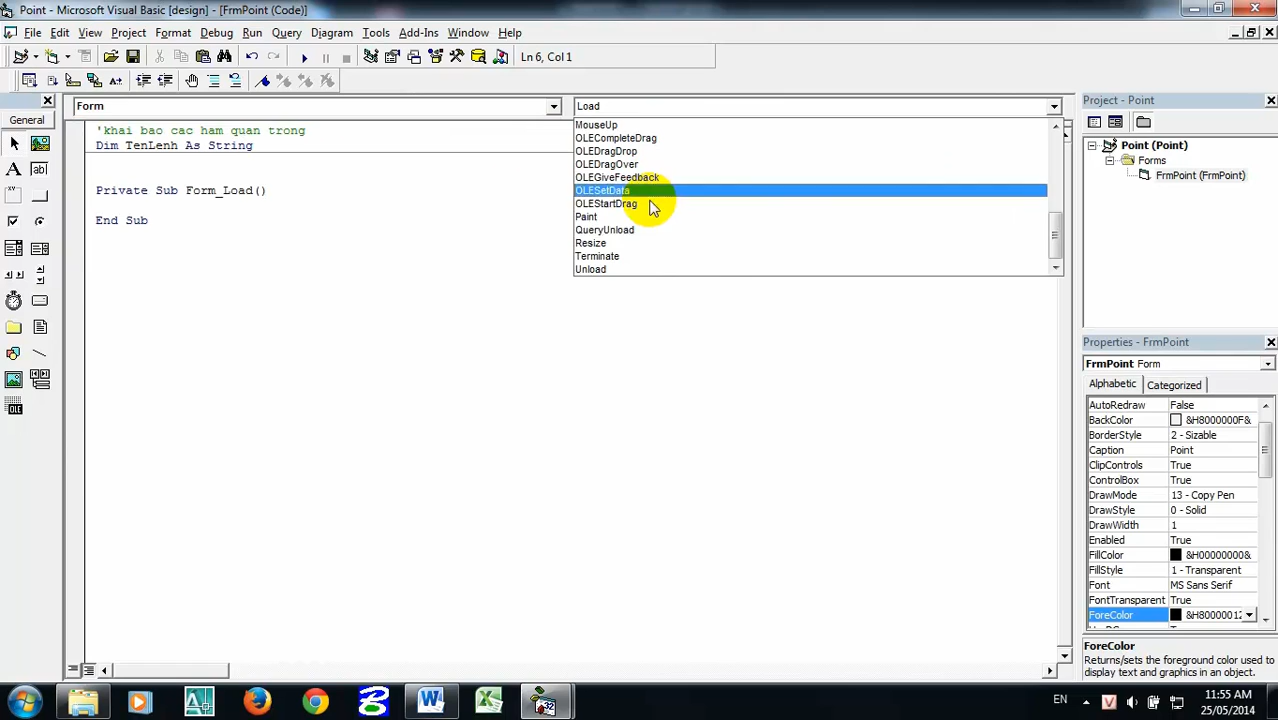 Point - Microsoft Visual Basic [design] - [FrmPoint (Code)]
File Edit View Project Format Debug Run Query Diagram Tools Add-Ins Window Help
Ln 6, Col 1
General
Form
Load
'khai bao cac ham quan trong
Dim TenLenh As String
Private Sub Form_Load()
End Sub
MouseUp
OLECompleteDrag
OLEDragDrop
OLEDragOver
OLEGiveFeedback
OLESetData
OLEStartDrag
Paint
QueryUnload
Resize
Terminate
Unload
Project - Point
Point (Point)
Forms
FrmPoint (FrmPoint)
Properties - FrmPoint
FrmPoint Form
Alphabetic Categorized
AutoRedraw False
BackColor &H8000000F&
BorderStyle 2 - Sizable
Caption Point
ClipControls True
ControlBox True
DrawMode 13 - Copy Pen
DrawStyle 0 - Solid
DrawWidth 1
Enabled True
FillColor &H00000000&
FillStyle 1 - Transparent
Font MS Sans Serif
FontTransparent True
ForeColor &H80000012
ForeColor
Returns/sets the foreground color used to
display text and graphics in an object.
EN
11:55 AM
25/05/2014